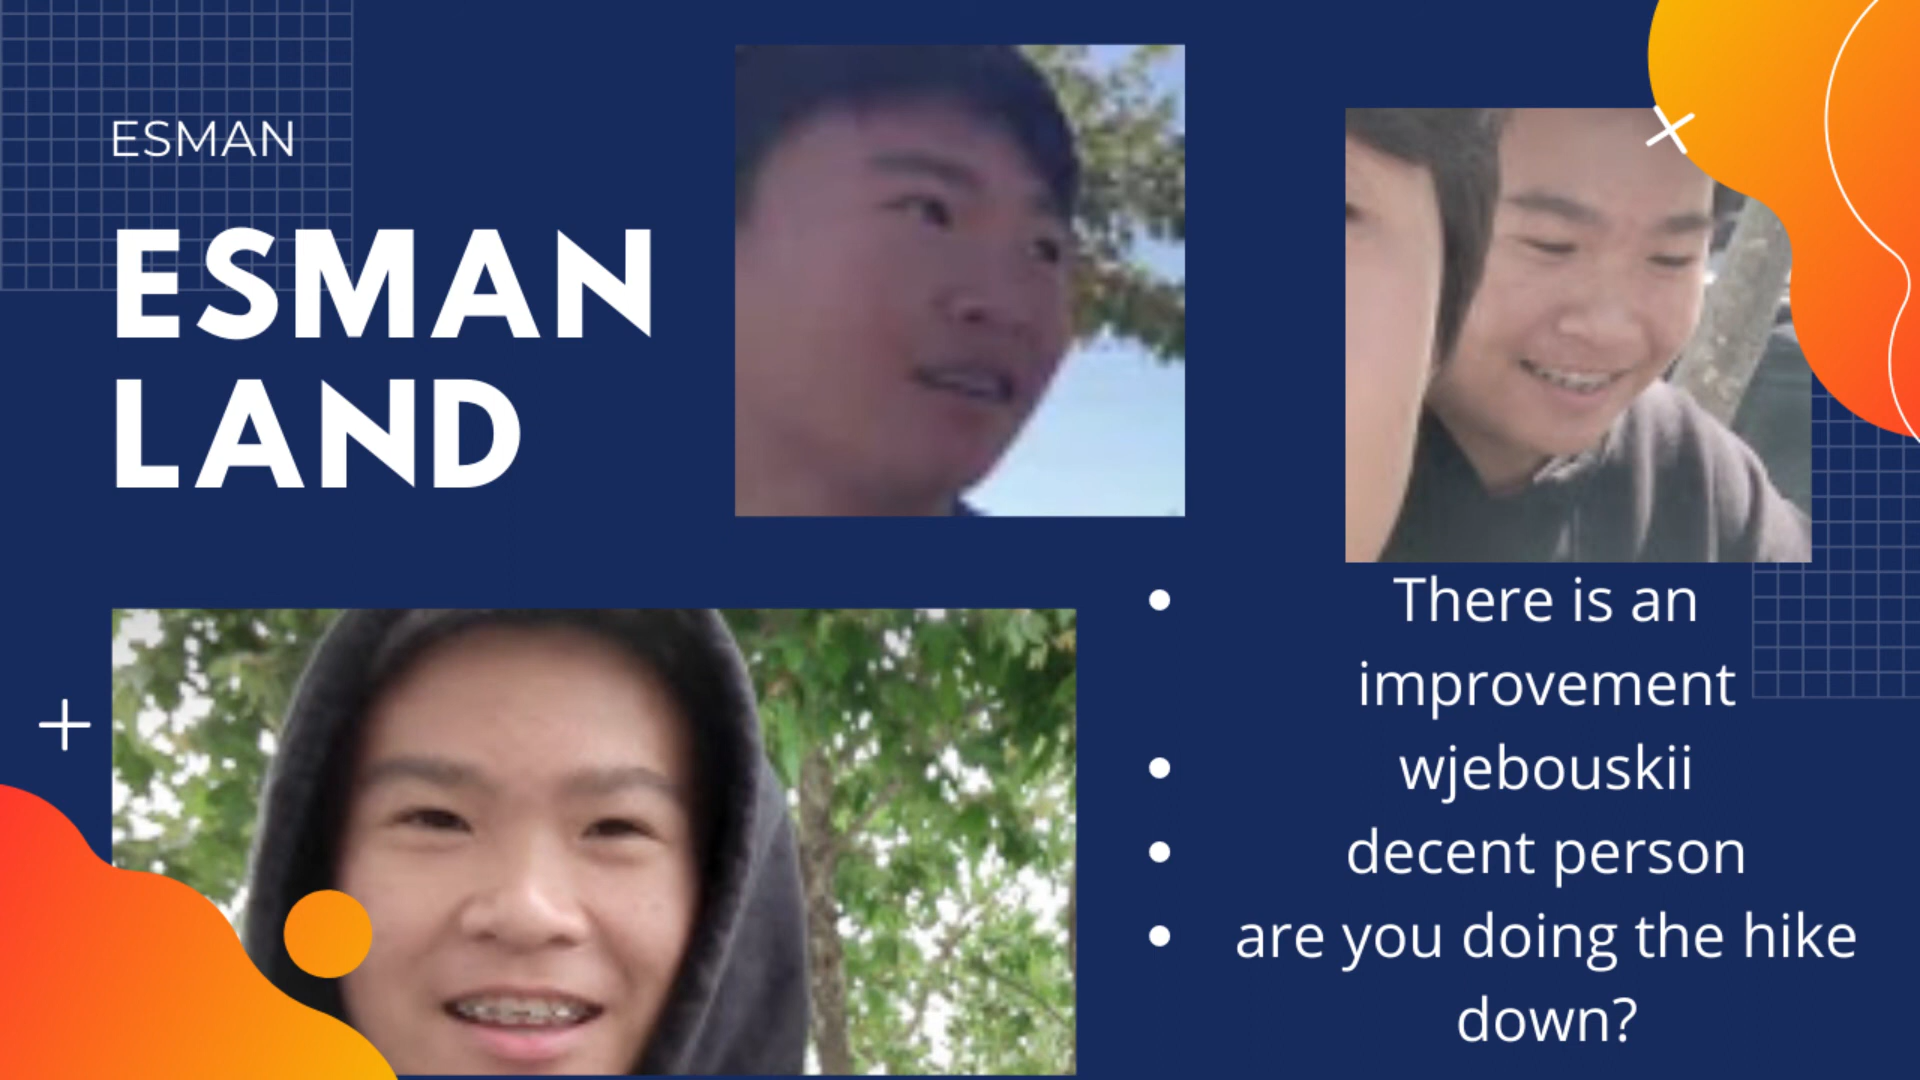 ESMAN
ESMAN
LAND
There is an
improvement
wjebouskii
decent person
are you doing the hike
down?